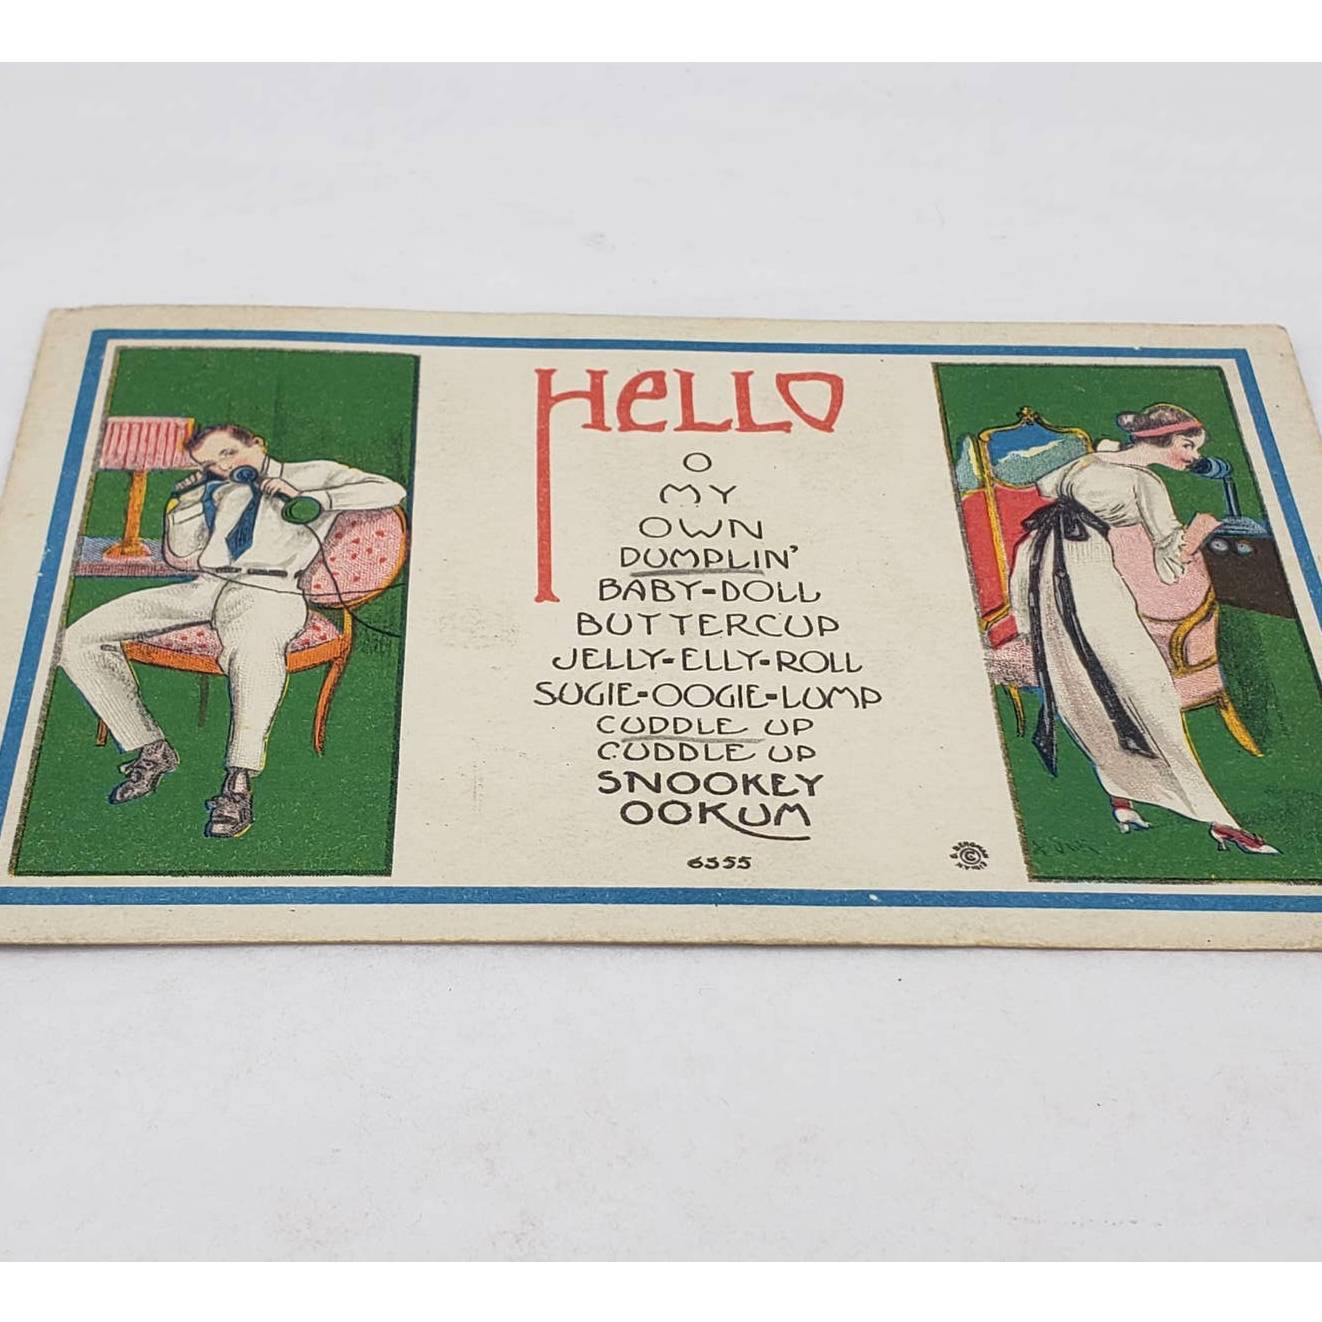 HELLO
O
MY
OWN
DUMPLIN'
BABY-DOLL
BUTTERCUP
JELLY-ELLY-ROLL
SUGIE-OOGIE-LUMP
CUDDLE UP
CUDDLE UP
SNOOKEY
OOKUM
6555
©